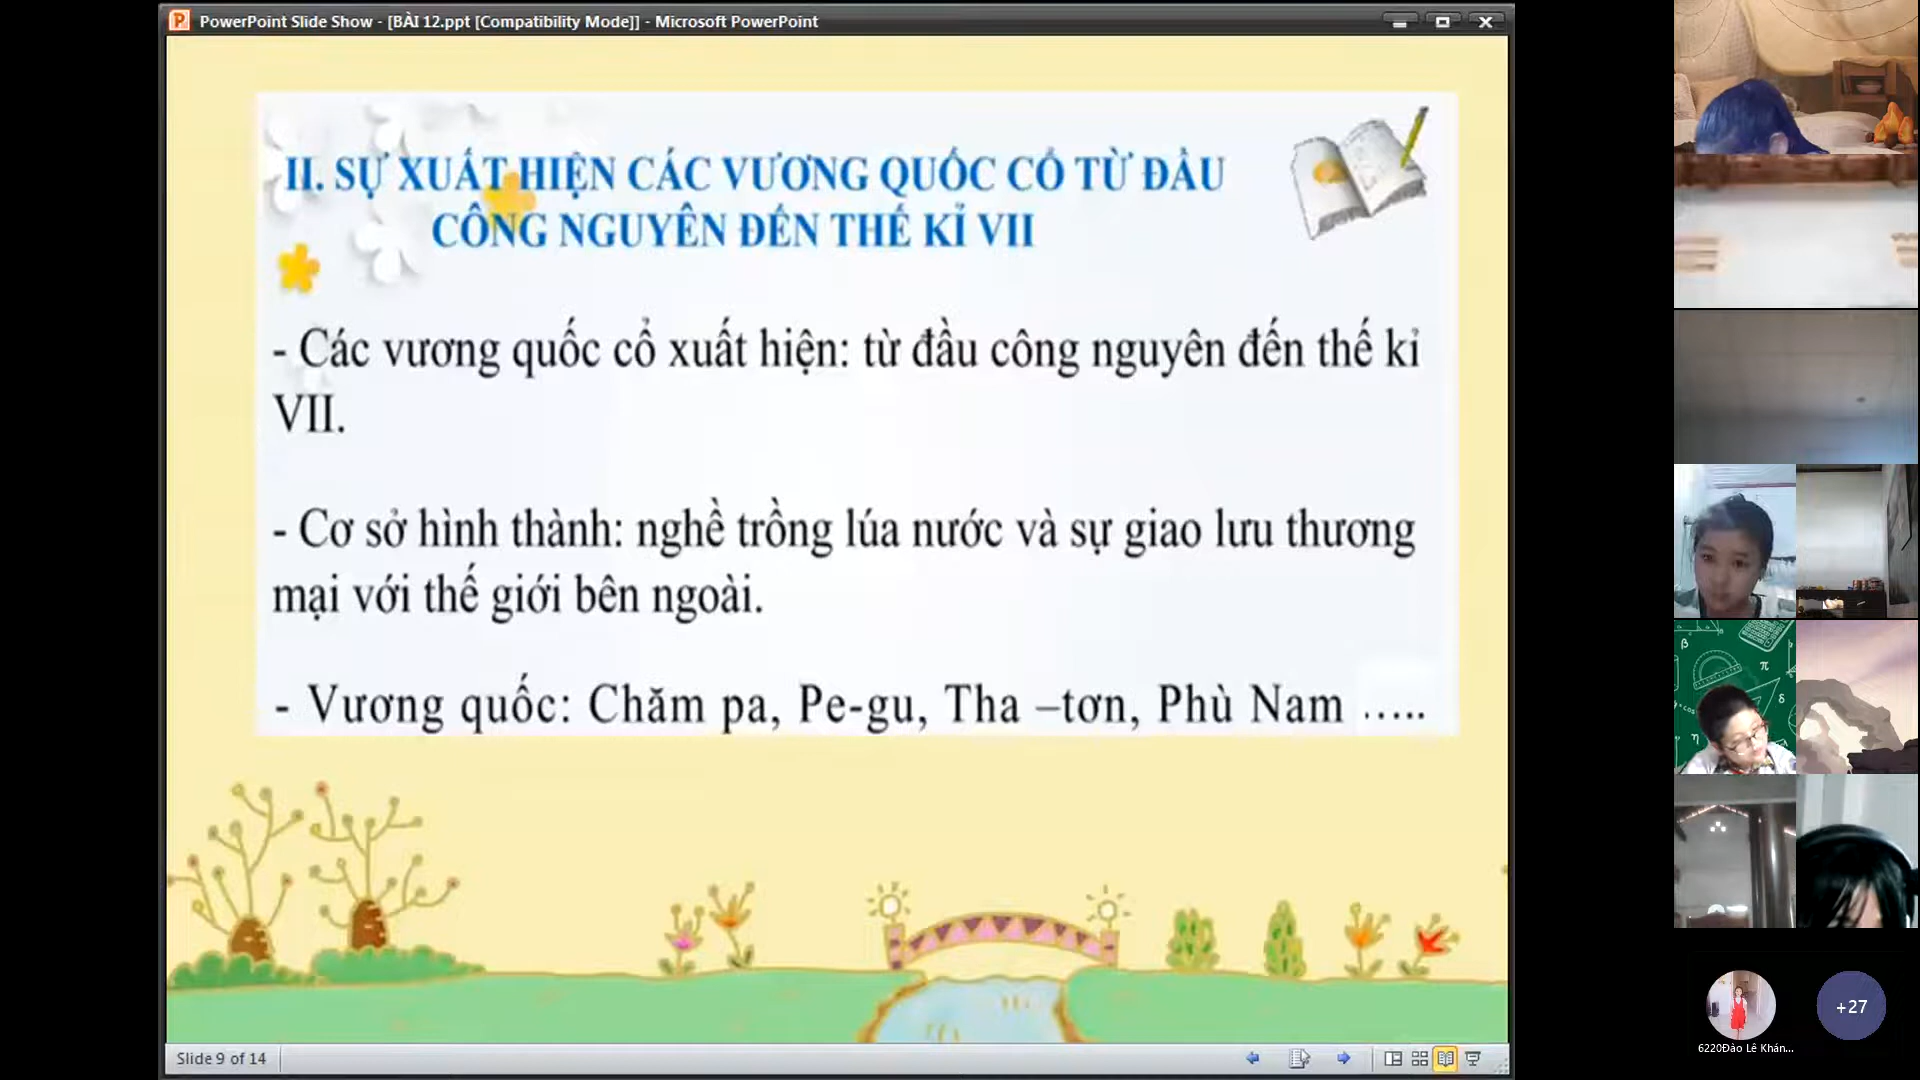 PowerPoint Slide Show - [BÀI 12.ppt [Compatibility Mode]] - Microsoft PowerPoint
II. SỰ XUẤT HIỆN CÁC VƯƠNG QUỐC CỔ TỪ ĐẦU
CÔNG NGUYÊN ĐẾN THẾ KỈ VII
- Các vương quốc cổ xuất hiện: từ đầu công nguyên đến thế kỉ
VII.
- Cơ sở hình thành: nghề trồng lúa nước và sự giao lưu thương
mại với thế giới bên ngoài.
- Vương quốc: Chăm pa, Pe-gu, Tha –tơn, Phù Nam .....
Slide 9 of 14
+27
6220Đào Lê Khán...